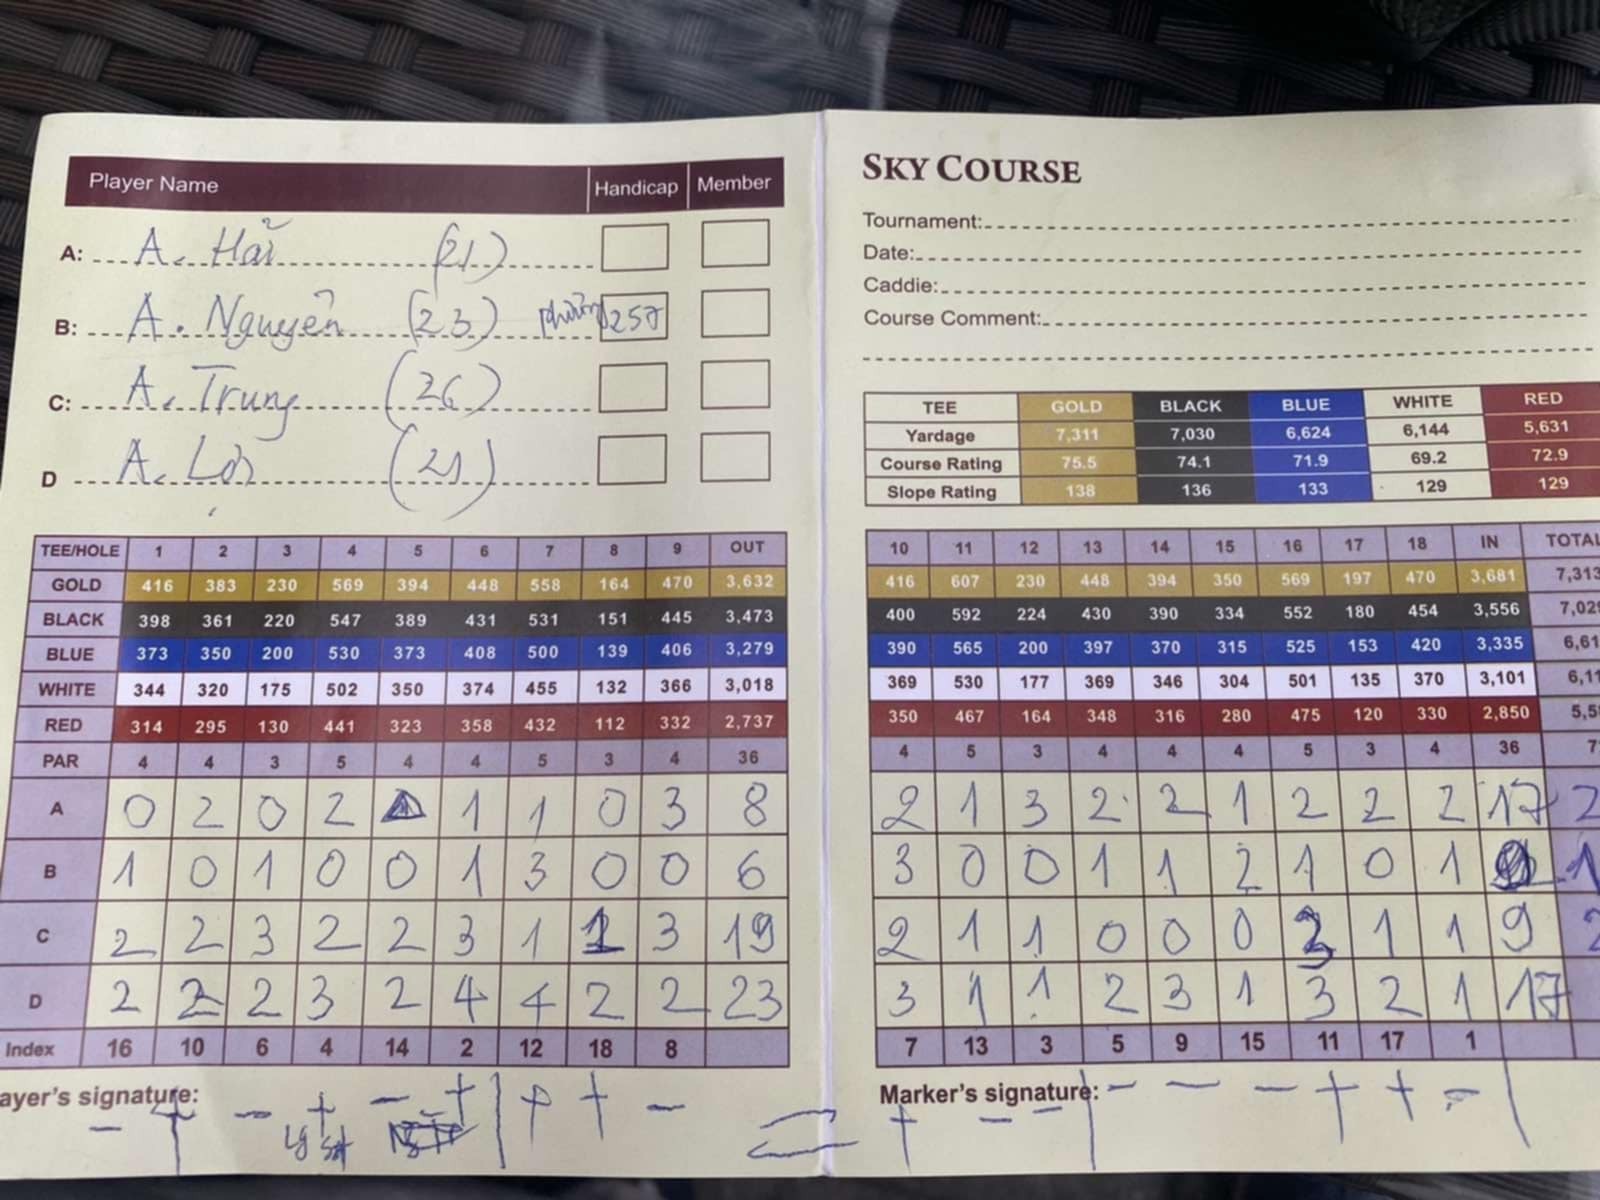 Player Name Handicap Member
A: A. Hải (21)
B: A. Nguyên (23) 257
C: A. Trung (26)
D A. Lợi (21)
TEE/HOLE 1 2 3 4 5 6 7 8 9 OUT
GOLD 416 383 230 569 394 448 558 164 470 3,632
BLACK 398 361 220 547 389 431 531 151 445 3,473
BLUE 373 350 200 530 373 408 500 139 406 3,279
WHITE 344 320 175 502 350 374 455 132 366 3,018
RED 314 295 130 441 323 358 432 112 332 2,737
PAR 4 4 3 5 4 4 5 3 4 36
A 0 2 0 2 1 1 0 3 8
B 1 0 1 0 0 1 3 0 0 6
C 2 2 3 2 2 3 1 1 3 19
D 2 2 2 3 2 4 4 2 2 23
Index 16 10 6 4 14 2 12 18 8
ayer's signature:
- + - + - + | + + -
SKY COURSE
Tournament:
Date:
Caddie:
Course Comment:
TEE GOLD BLACK BLUE WHITE RED
Yardage 7,311 7,030 6,624 6,144 5,631
Course Rating 75.5 74.1 71.9 69.2 72.9
Slope Rating 138 136 133 129 129
10 11 12 13 14 15 16 17 18 IN TOTAL
416 607 230 448 394 350 569 197 470 3,681 7,313
400 592 224 430 390 334 552 180 454 3,556 7,029
390 565 200 397 370 315 525 153 420 3,335 6,61
369 530 177 369 346 304 501 135 370 3,101 6,11
350 467 164 348 316 280 475 120 330 2,850 5,5
4 5 3 4 4 4 5 3 4 36 7
2 1 3 2 2 1 2 2 2 17 2
3 0 0 1 1 2 1 0 1 9 1
2 1 1 0 0 0 3 1 1 9 2
3 1 1 2 3 1 3 2 1 17
7 13 3 5 9 15 11 17 1
Marker's signature:
+ - - | - - - + + - |